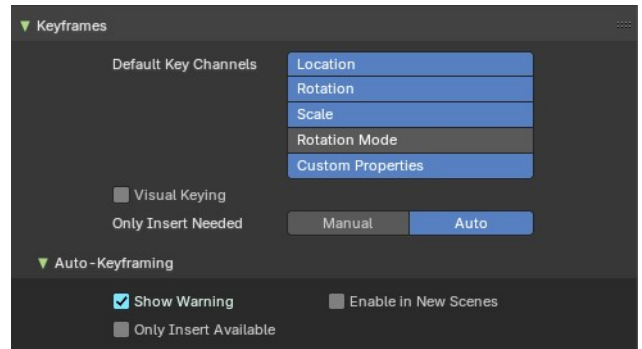 Keyframes
Default Key Channels Location
Rotation
Scale
Rotation Mode
Custom Properties
Visual Keying
Only Insert Needed Manual Auto
Auto-Keyframing
Show Warning Enable in New Scenes
Only Insert Available